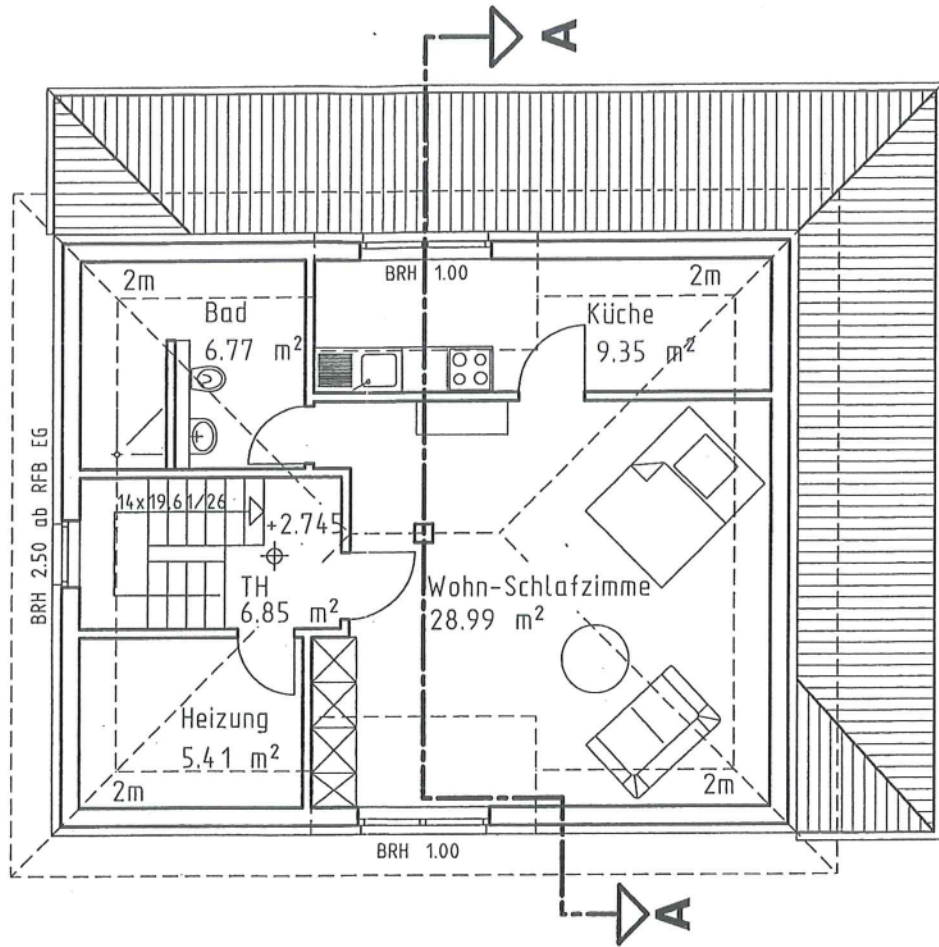 A
2m
BRH 1.00
2m
Bad
6.77 m²
Küche
9.35 m²
BRH 2.50 ab RFB EG
14x19,6 1/26
+2.745
TH
6.85 m²
Wohn-Schlafzimme
28.99 m²
Heizung
5.41 m²
2m
2m
BRH 1.00
A